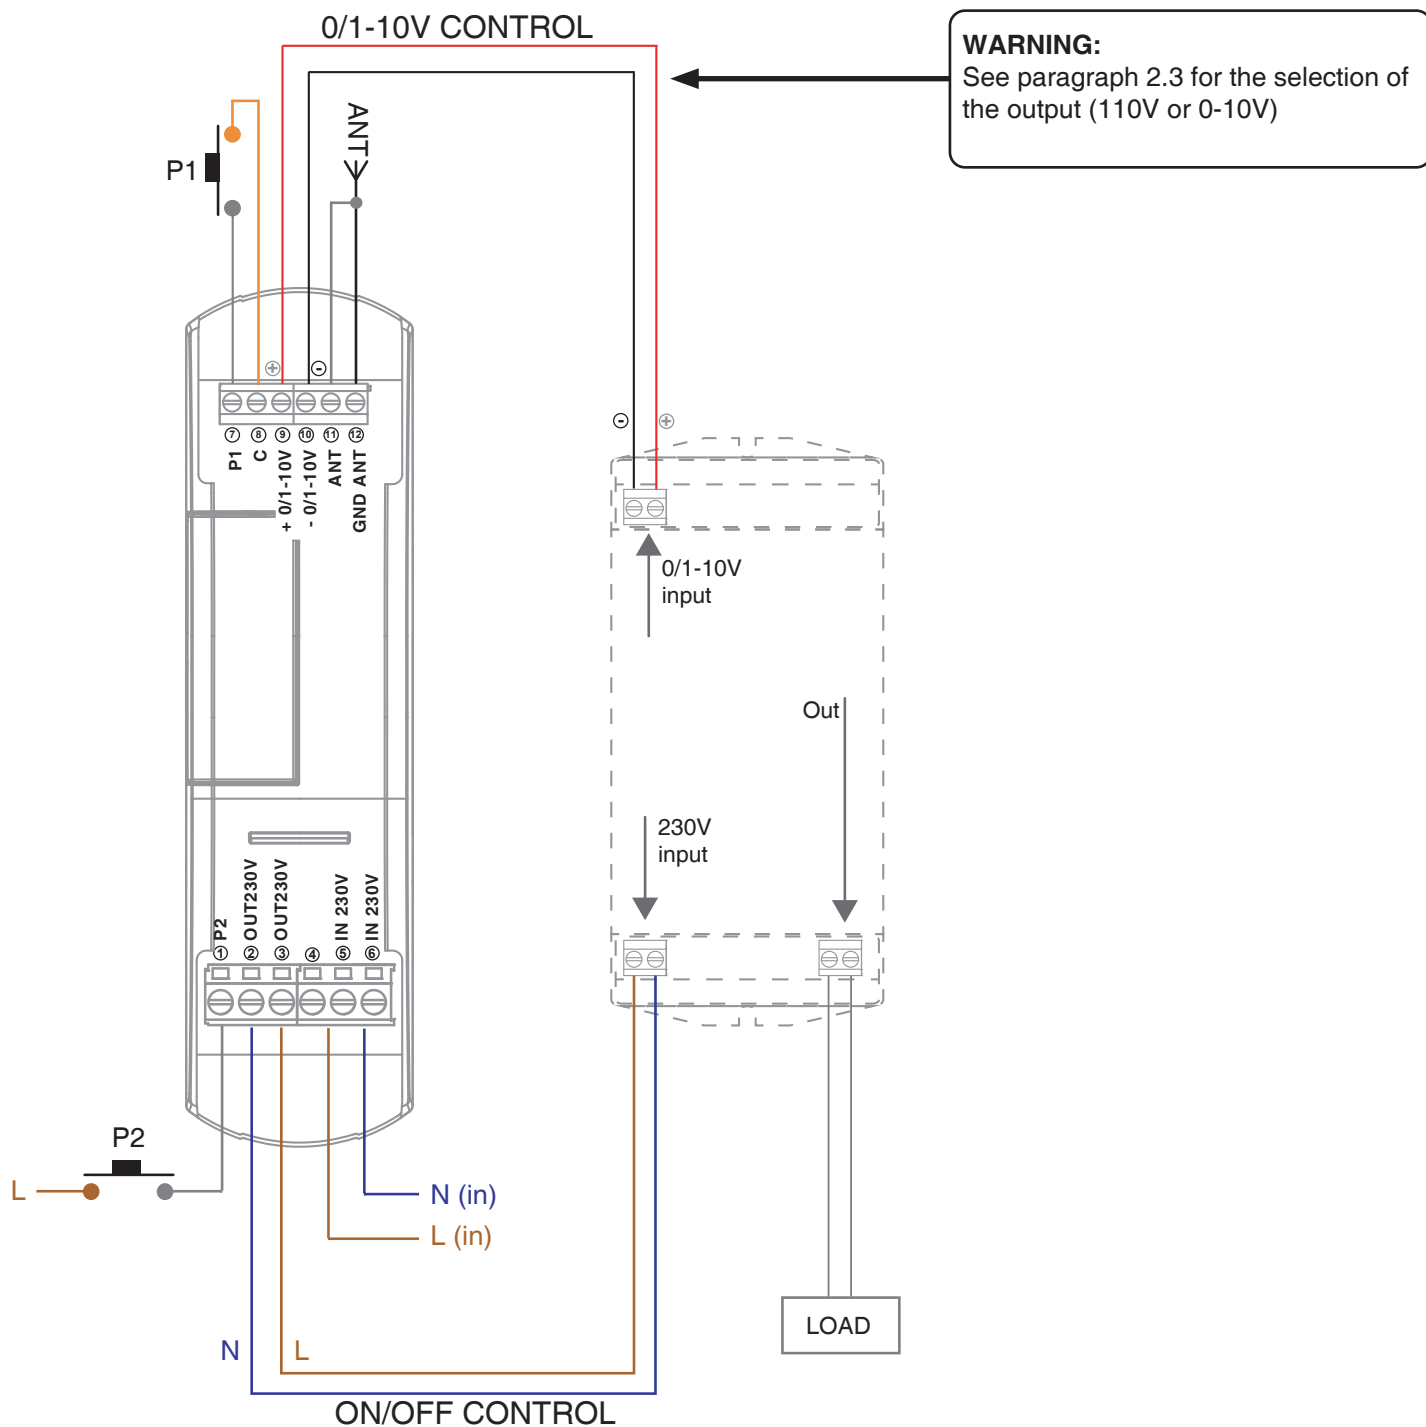 0/1-10V CONTROL
WARNING:
See paragraph 2.3 for the selection of
the output (110V or 0-10V)
ANT
P1
+
-
7
8
9
10
11
12
P1
C
+ 0/1-10V
- 0/1-10V
ANT
GND ANT
-
+
0/1-10V
input
Out
230V
input
P2
OUT230V
OUT230V
IN 230V
IN 230V
1
2
3
4
5
6
P2
L
N (in)
L (in)
LOAD
N
L
ON/OFF CONTROL